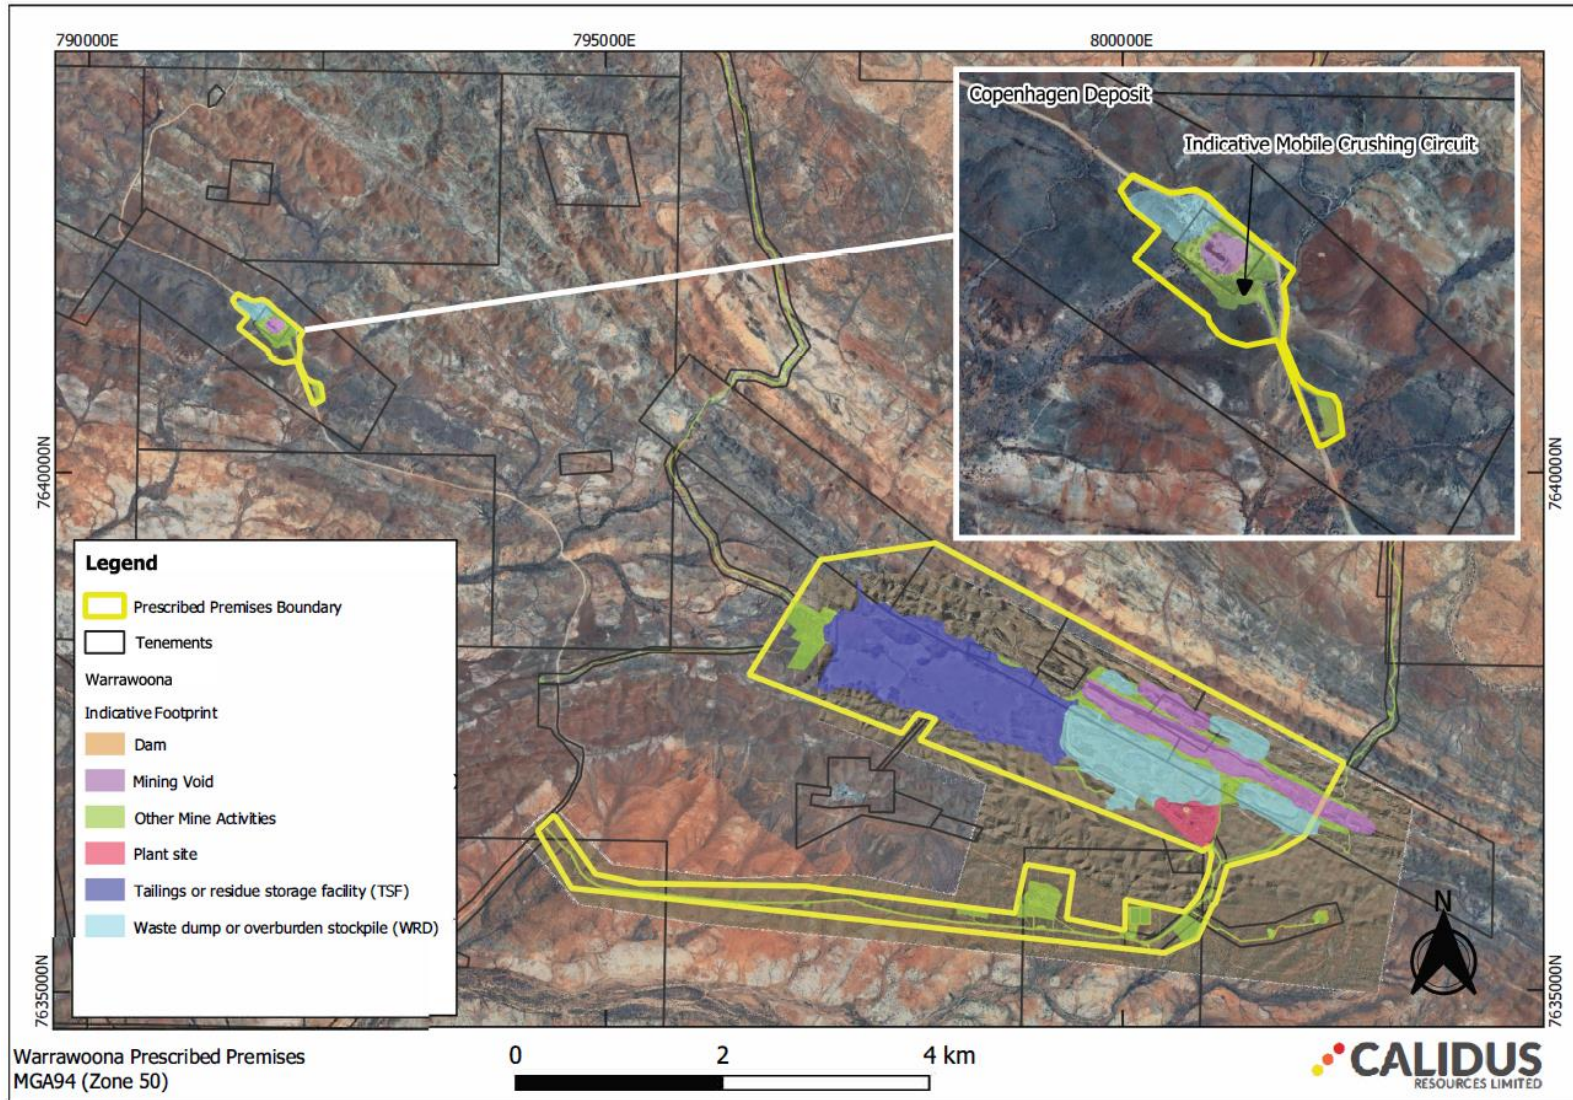 790000E
795000E
800000E
Copenhagen Deposit
Indicative Mobile Crushing Circuit
7640000N
7640000N
Legend
Prescribed Premises Boundary
Tenements
Warrawoona
Indicative Footprint
Dam
Mining Void
Other Mine Activities
Plant site
Tailings or residue storage facility (TSF)
Waste dump or overburden stockpile (WRD)
N
7635000N
7635000N
Warrawoona Prescribed Premises
MGA94 (Zone 50)
0 2 4 km
CALIDUS
RESOURCES LIMITED